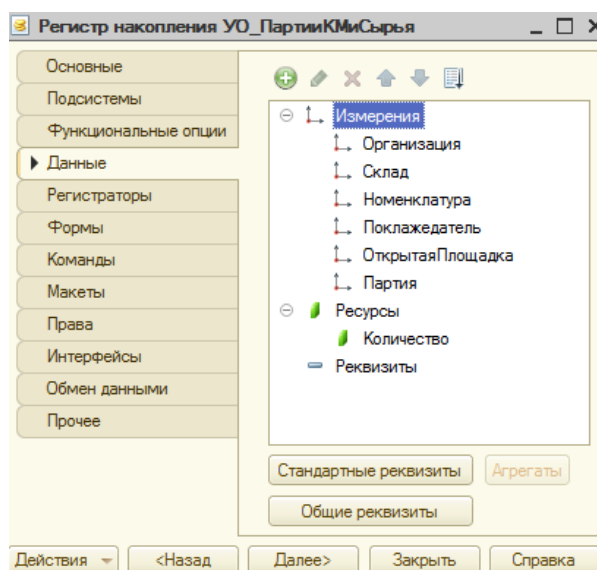 Регистр накопления УО_ПартииКМиСырья
Основные
Подсистемы
Функциональные опции
Данные
Регистраторы
Формы
Команды
Макеты
Права
Интерфейсы
Обмен данными
Прочее
Измерения
Организация
Склад
Номенклатура
Поклажедатель
ОткрытаяПлощадка
Партия
Ресурсы
Количество
Реквизиты
Стандартные реквизиты
Агрегаты
Общие реквизиты
Действия
<Назад
Далее>
Закрыть
Справка